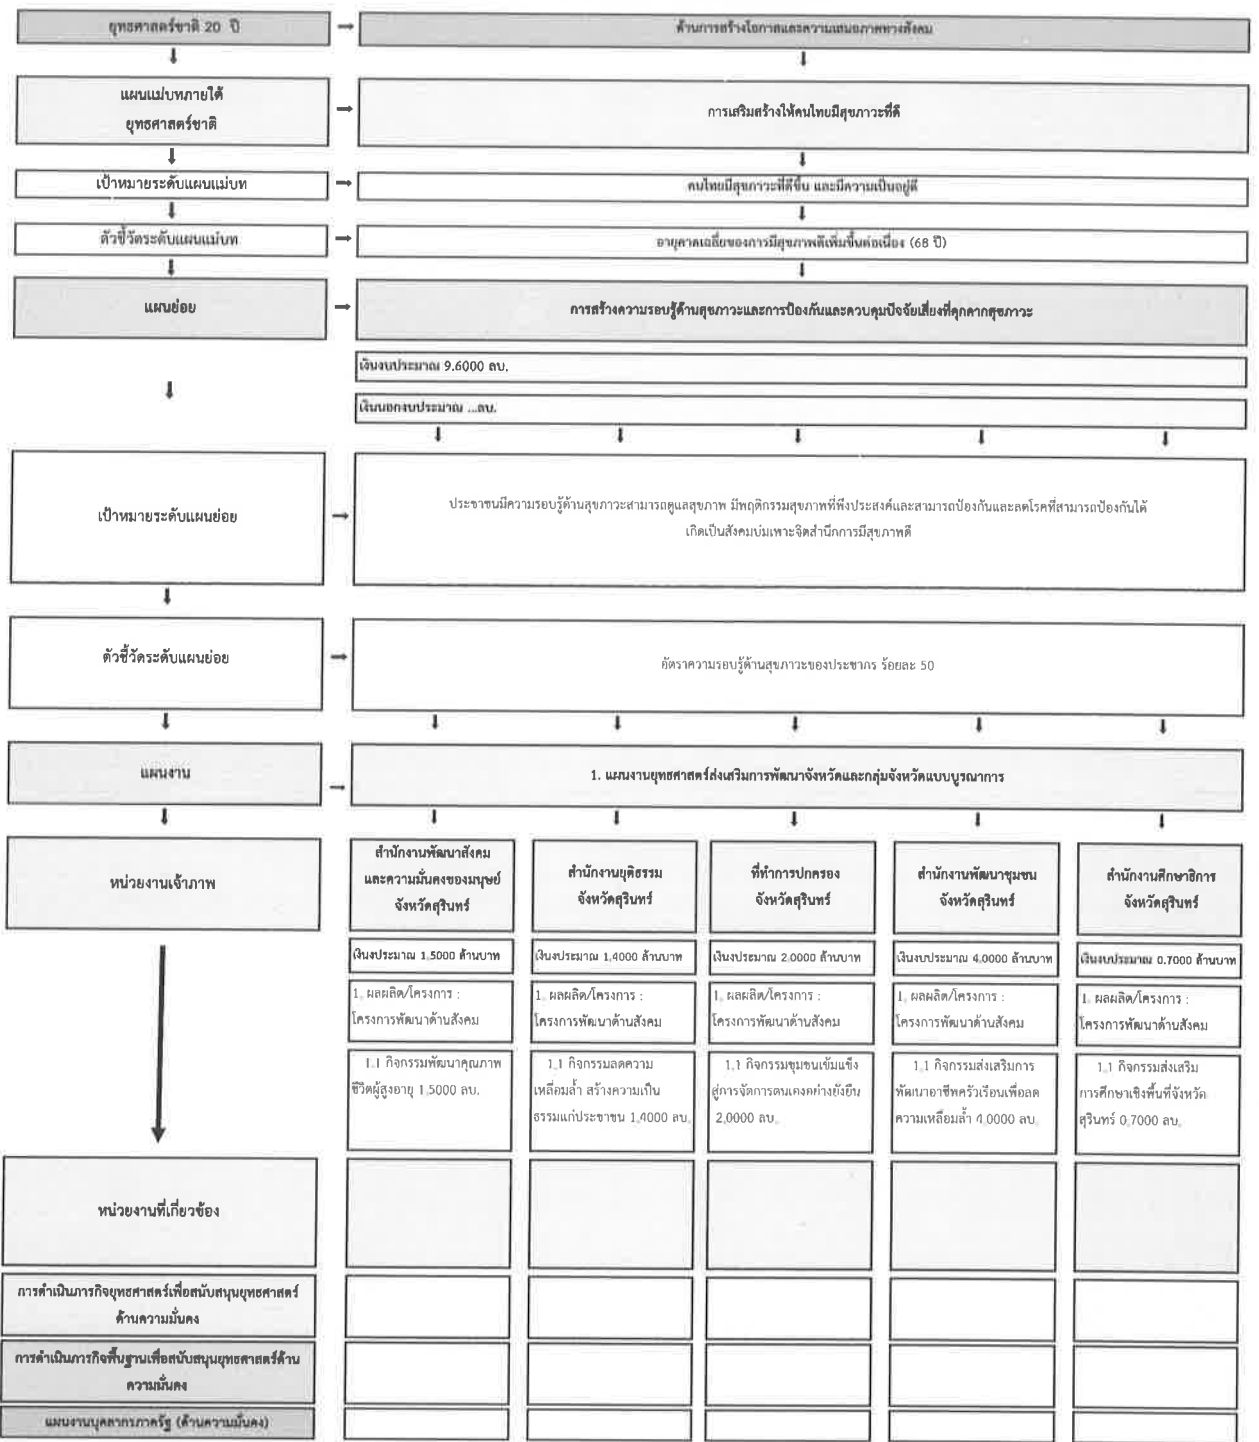 ยุทธศาสตร์ชาติ 20 ปี
ด้านการสร้างโอกาสและความเสมอภาคทางสังคม
แผนแม่บทภายใต้
ยุทธศาสตร์ชาติ
การเสริมสร้างให้คนไทยมีสุขภาวะที่ดี
เป้าหมายระดับแผนแม่บท
คนไทยมีสุขภาวะที่ดีขึ้น และมีความเป็นอยู่ดี
ตัวชี้วัดระดับแผนแม่บท
อายุคาดเฉลี่ยของการมีสุขภาพดีเพิ่มขึ้นต่อเนื่อง (68 ปี)
แผนย่อย
การสร้างความรอบรู้ด้านสุขภาวะและการป้องกันและควบคุมปัจจัยเสี่ยงที่คุกคามสุขภาวะ
เงินงบประมาณ 9.6000 ลบ.
เงินนอกงบประมาณ ...ลบ.
เป้าหมายระดับแผนย่อย
ประชาชนมีความรอบรู้ด้านสุขภาวะสามารถดูแลสุขภาพ มีพฤติกรรมสุขภาพที่พึงประสงค์และสามารถป้องกันและลดโรคที่สามารถป้องกันได้
เกิดเป็นสังคมบ่มเพาะจิตสำนึกการมีสุขภาพดี
ตัวชี้วัดระดับแผนย่อย
อัตราความรอบรู้ด้านสุขภาวะของประชากร ร้อยละ 50
แผนงาน
1. แผนงานยุทธศาสตร์ส่งเสริมการพัฒนาจังหวัดและกลุ่มจังหวัดแบบบูรณาการ
หน่วยงานเจ้าภาพ
สำนักงานพัฒนาสังคม
และความมั่นคงของมนุษย์
จังหวัดสุรินทร์
สำนักงานยุติธรรม
จังหวัดสุรินทร์
ที่ทำการปกครอง
จังหวัดสุรินทร์
สำนักงานพัฒนาชุมชน
จังหวัดสุรินทร์
สำนักงานศึกษาธิการ
จังหวัดสุรินทร์
เงินงบประมาณ 1.5000 ล้านบาท
เงินงบประมาณ 1.4000 ล้านบาท
เงินงบประมาณ 2.0000 ล้านบาท
เงินงบประมาณ 4.0000 ล้านบาท
เงินงบประมาณ 0.7000 ล้านบาท
1. ผลผลิต/โครงการ :
โครงการพัฒนาด้านสังคม
1. ผลผลิต/โครงการ :
โครงการพัฒนาด้านสังคม
1. ผลผลิต/โครงการ :
โครงการพัฒนาด้านสังคม
1. ผลผลิต/โครงการ :
โครงการพัฒนาด้านสังคม
1. ผลผลิต/โครงการ :
โครงการพัฒนาด้านสังคม
1.1 กิจกรรมพัฒนาคุณภาพ
ชีวิตผู้สูงอายุ 1.5000 ลบ.
1.1 กิจกรรมลดความ
เหลื่อมล้ำ สร้างความเป็น
ธรรมแก่ประชาชน 1.4000 ลบ.
1.1 กิจกรรมชุมชนเข้มแข็ง
สู่การจัดการตนเองอย่างยั่งยืน
2.0000 ลบ.
1.1 กิจกรรมส่งเสริมการ
พัฒนาอาชีพครัวเรือนเพื่อลด
ความเหลื่อมล้ำ 4.0000 ลบ.
1.1 กิจกรรมส่งเสริม
การศึกษาเชิงพื้นที่จังหวัด
สุรินทร์ 0.7000 ลบ.
หน่วยงานที่เกี่ยวข้อง
การดำเนินภารกิจยุทธศาสตร์เพื่อสนับสนุนยุทธศาสตร์
ด้านความมั่นคง
การดำเนินภารกิจพื้นฐานเพื่อสนับสนุนยุทธศาสตร์ด้าน
ความมั่นคง
แผนงานบุคลากรภาครัฐ (ด้านความมั่นคง)